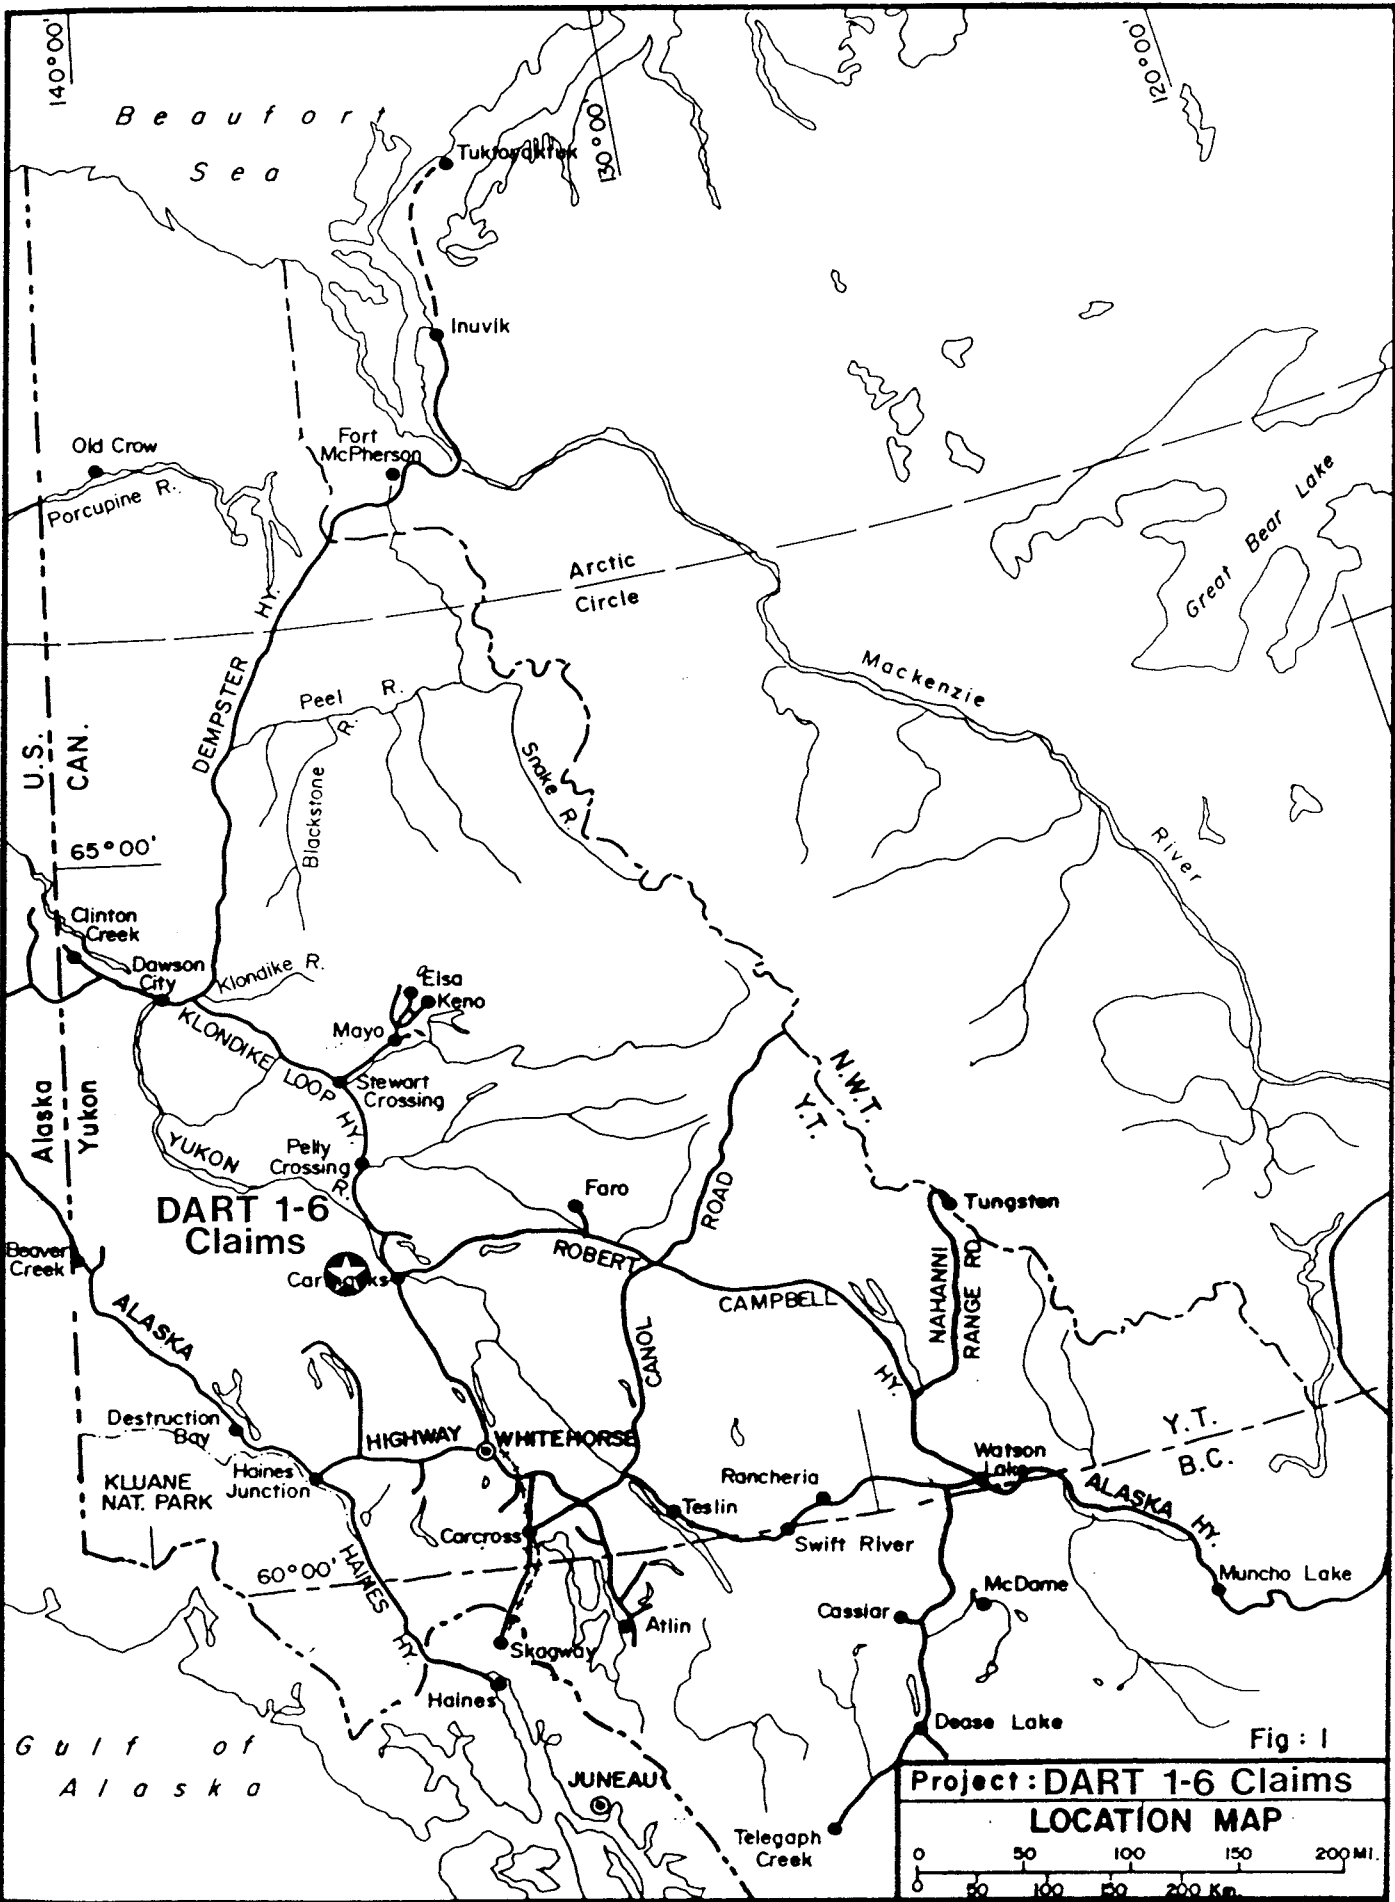 140°00'
130°00'
120°00'
Beaufort
Sea
Tuktoyaktuk
Inuvik
Old Crow
Porcupine R.
Fort
McPherson
Great Bear Lake
Arctic
Circle
DEMPSTER HY.
Peel R.
Blackstone R.
Snake R.
Mackenzie River
U.S.
CAN.
65°00'
Clinton
Creek
Dawson
City
Klondike R.
Elsa
Keno
Mayo
KLONDIKE LOOP HY.
Stewart
Crossing
Alaska
Yukon
YUKON R.
Pelly
Crossing
N.W.T.
Y.T.
DART 1-6
Claims
Faro
Tungsten
Beaver
Creek
Carmacks
ROBERT CAMPBELL HY.
CANOL ROAD
NAHANNI
RANGE RD.
ALASKA HIGHWAY
Destruction
Bay
WHITEHORSE
KLUANE
NAT. PARK
Haines
Junction
Rancheria
Watson
Lake
Y.T.
B.C.
Teslin
ALASKA HY.
Carcross
Swift River
60°00'
HAINES HY.
Muncho Lake
McDame
Cassiar
Atlin
Skagway
Haines
Dease Lake
Gulf of
Alaska
JUNEAU
Telegaph
Creek
Fig: 1
Project: DART 1-6 Claims
LOCATION MAP
0 50 100 150 200 MI.
0 50 100 150 200 Km.